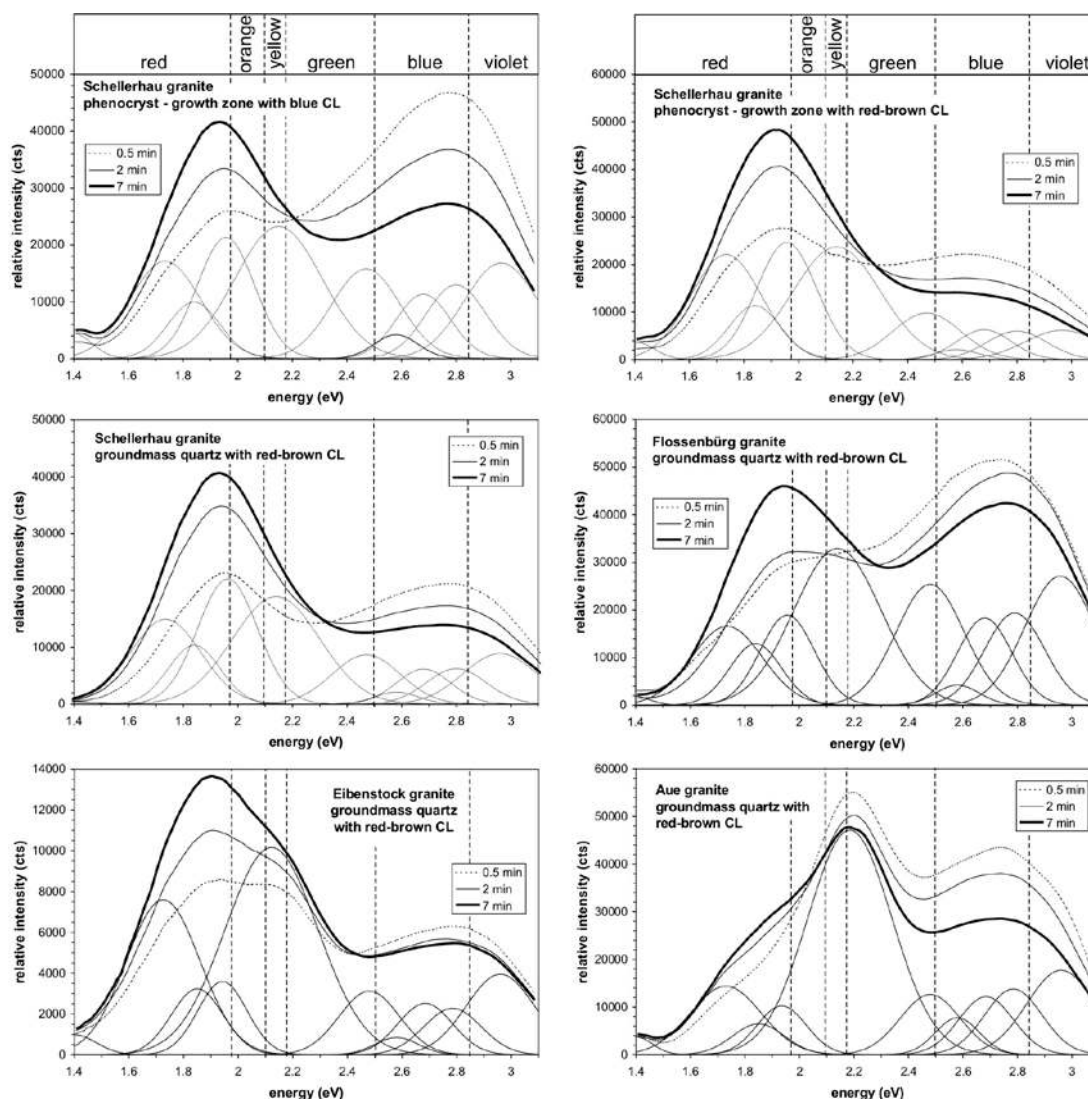 red
orange
yellow
green
blue
violet
50000
40000
30000
20000
10000
0
relative intensity (cts)
Schellerhau granite
phenocryst - growth zone with blue CL
0.5 min
2 min
7 min
1.4 1.6 1.8 2 2.2 2.4 2.6 2.8 3
energy (eV)
red
orange
yellow
green
blue
violet
60000
50000
40000
30000
20000
10000
0
relative intensity (cts)
Schellerhau granite
phenocryst - growth zone with red-brown CL
0.5 min
2 min
7 min
1.4 1.6 1.8 2 2.2 2.4 2.6 2.8 3
energy (eV)
50000
40000
30000
20000
10000
0
relative intensity (cts)
Schellerhau granite
groundmass quartz with red-brown CL
0.5 min
2 min
7 min
1.4 1.6 1.8 2 2.2 2.4 2.6 2.8 3
energy (eV)
60000
50000
40000
30000
20000
10000
0
relative intensity (cts)
Flossenbürg granite
groundmass quartz with red-brown CL
0.5 min
2 min
7 min
1.4 1.6 1.8 2 2.2 2.4 2.6 2.8 3
energy (eV)
14000
12000
10000
8000
6000
4000
2000
0
relative intensity (cts)
Eibenstock granite
groundmass quartz
with red-brown CL
0.5 min
2 min
7 min
1.4 1.6 1.8 2 2.2 2.4 2.6 2.8 3
energy (eV)
60000
50000
40000
30000
20000
10000
0
relative intensity (cts)
Aue granite
groundmass quartz with
red-brown CL
0.5 min
2 min
7 min
1.4 1.6 1.8 2 2.2 2.4 2.6 2.8 3
energy (eV)